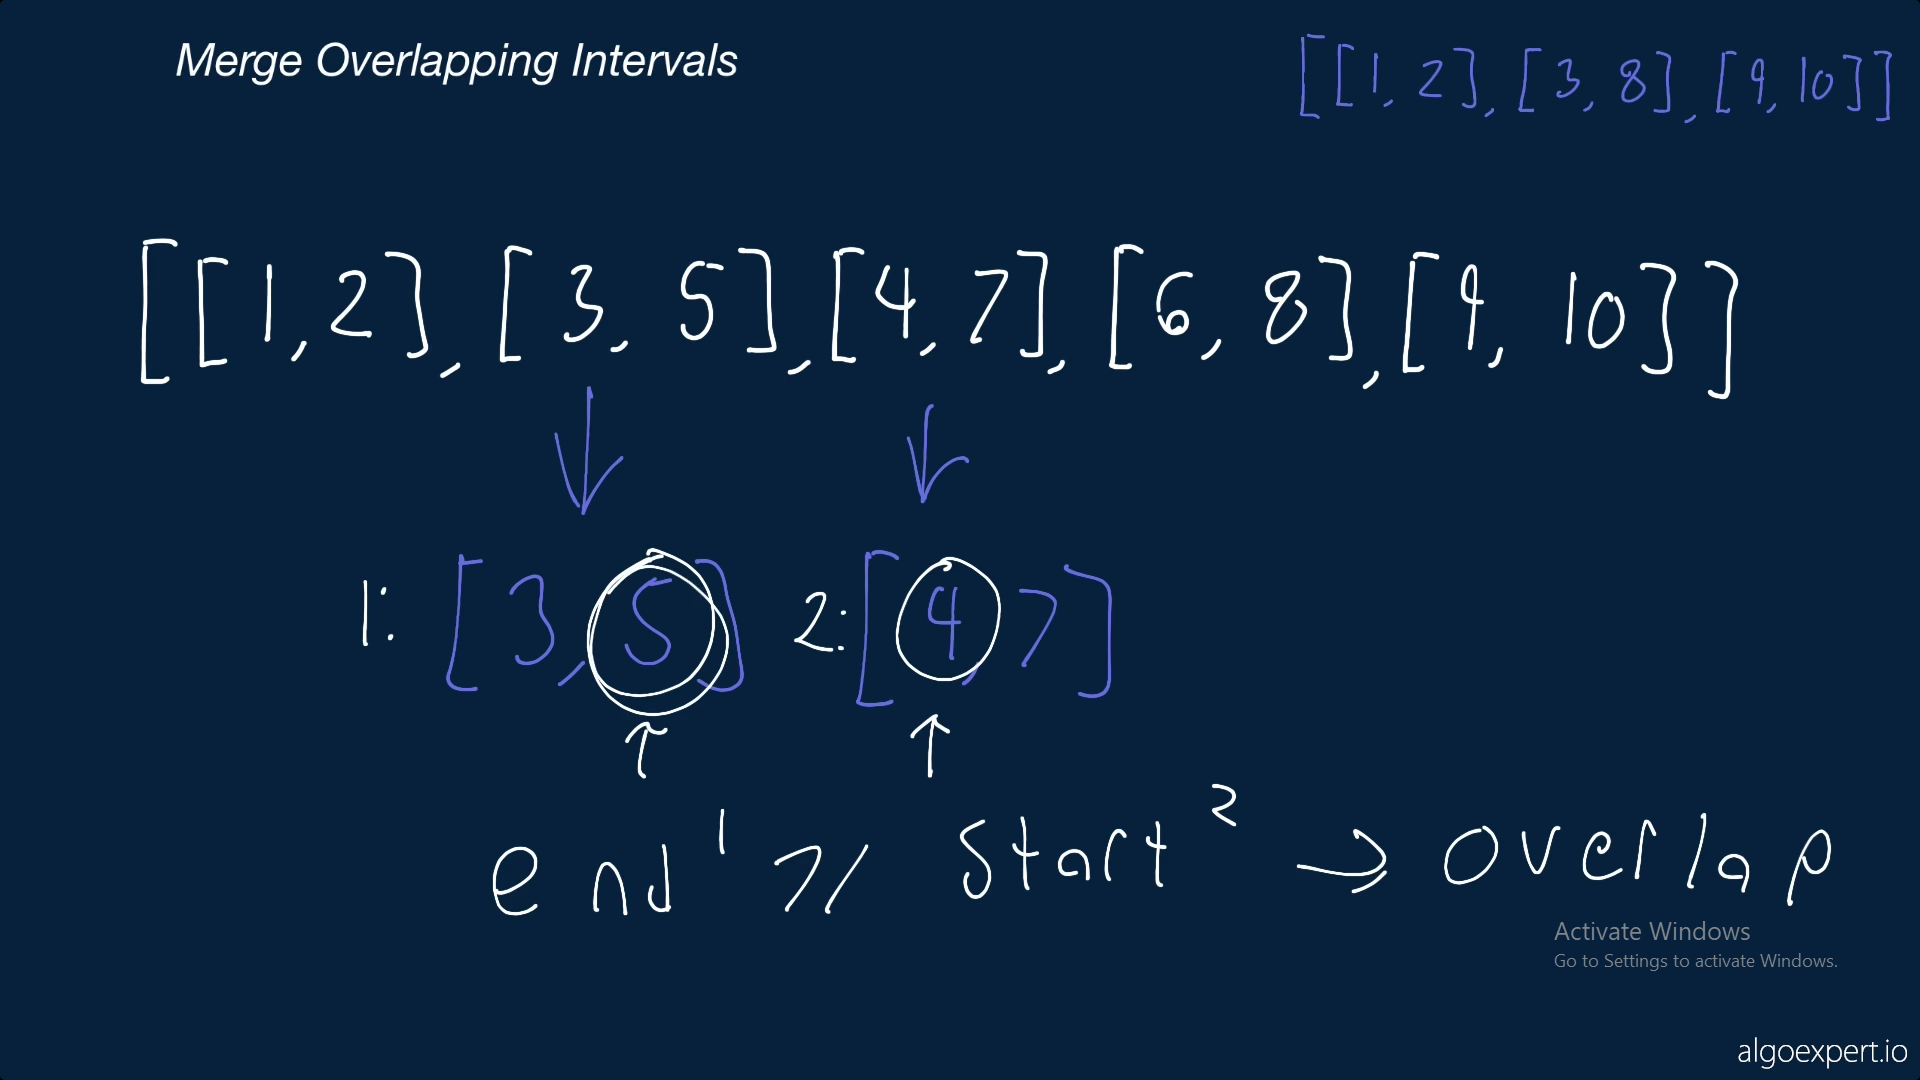 Merge Overlapping Intervals
[[1, 2], [3, 8], [9, 10]]
[[1, 2], [3, 5], [4, 7], [6, 8], [9, 10]]
1: [3, 5] 2: [4, 7]
end¹ ≥ start² → overlap
Activate Windows
Go to Settings to activate Windows.
algoexpert.io